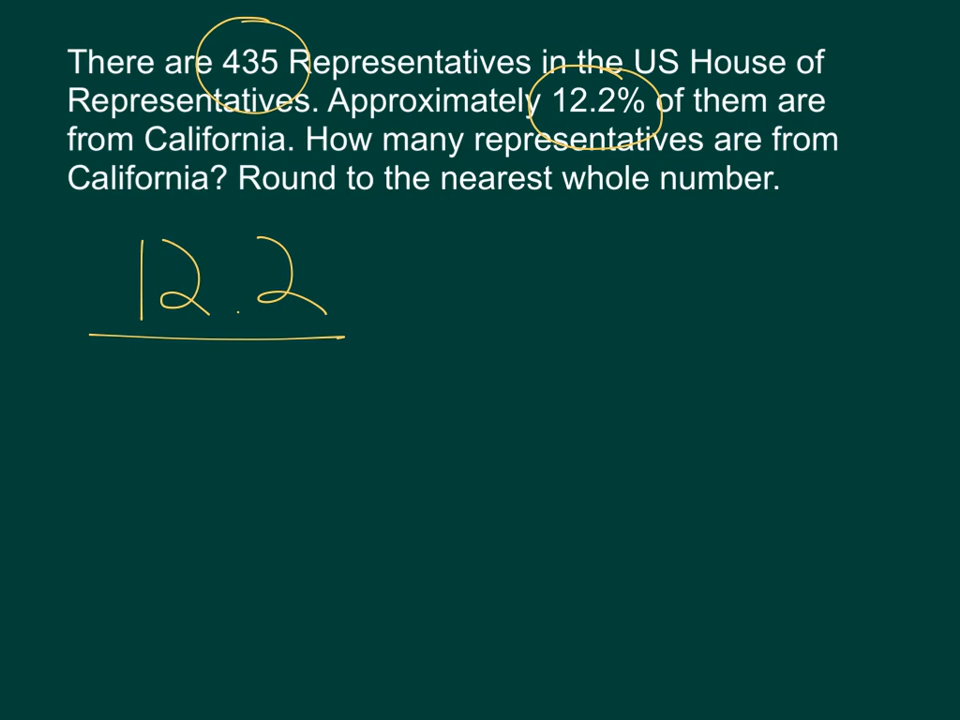 There are 435 Representatives in the US House of
Representatives. Approximately 12.2% of them are
from California. How many representatives are from
California? Round to the nearest whole number.
12.2